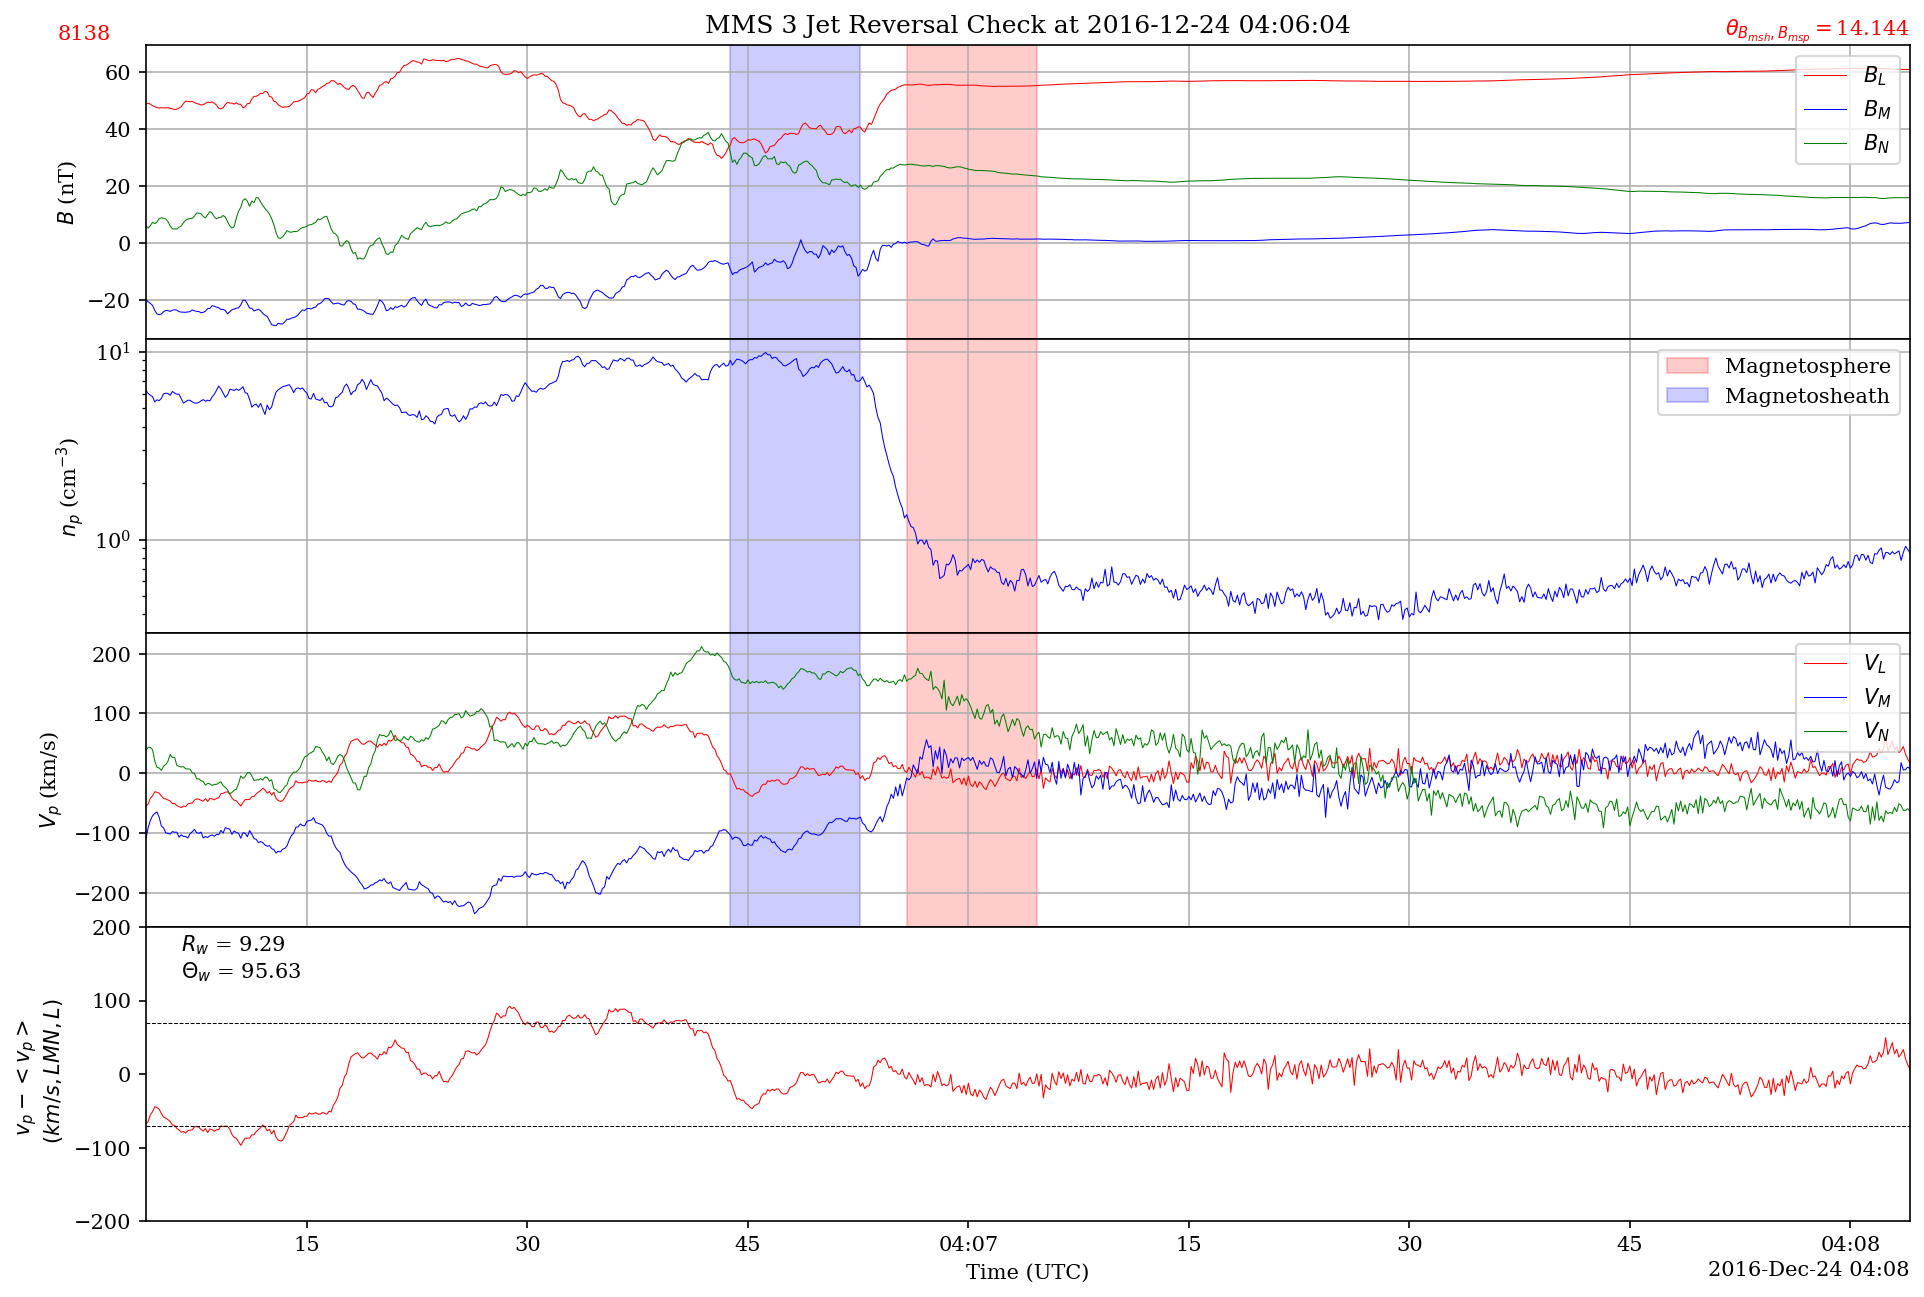 8138
MMS 3 Jet Reversal Check at 2016-12-24 04:06:04
θ_{B_{msh}, B_{msp}} = 14.144
60
40
20
0
−20
B (nT)
B_L
B_M
B_N
10^1
10^0
n_p (cm^{−3})
Magnetosphere
Magnetosheath
200
100
0
−100
−200
V_p (km/s)
V_L
V_M
V_N
200
100
0
−100
−200
v_p − < v_p >
(km/s, LMN, L)
R_w = 9.29
Θ_w = 95.63
15
30
45
04:07
15
30
45
04:08
Time (UTC)
2016-Dec-24 04:08